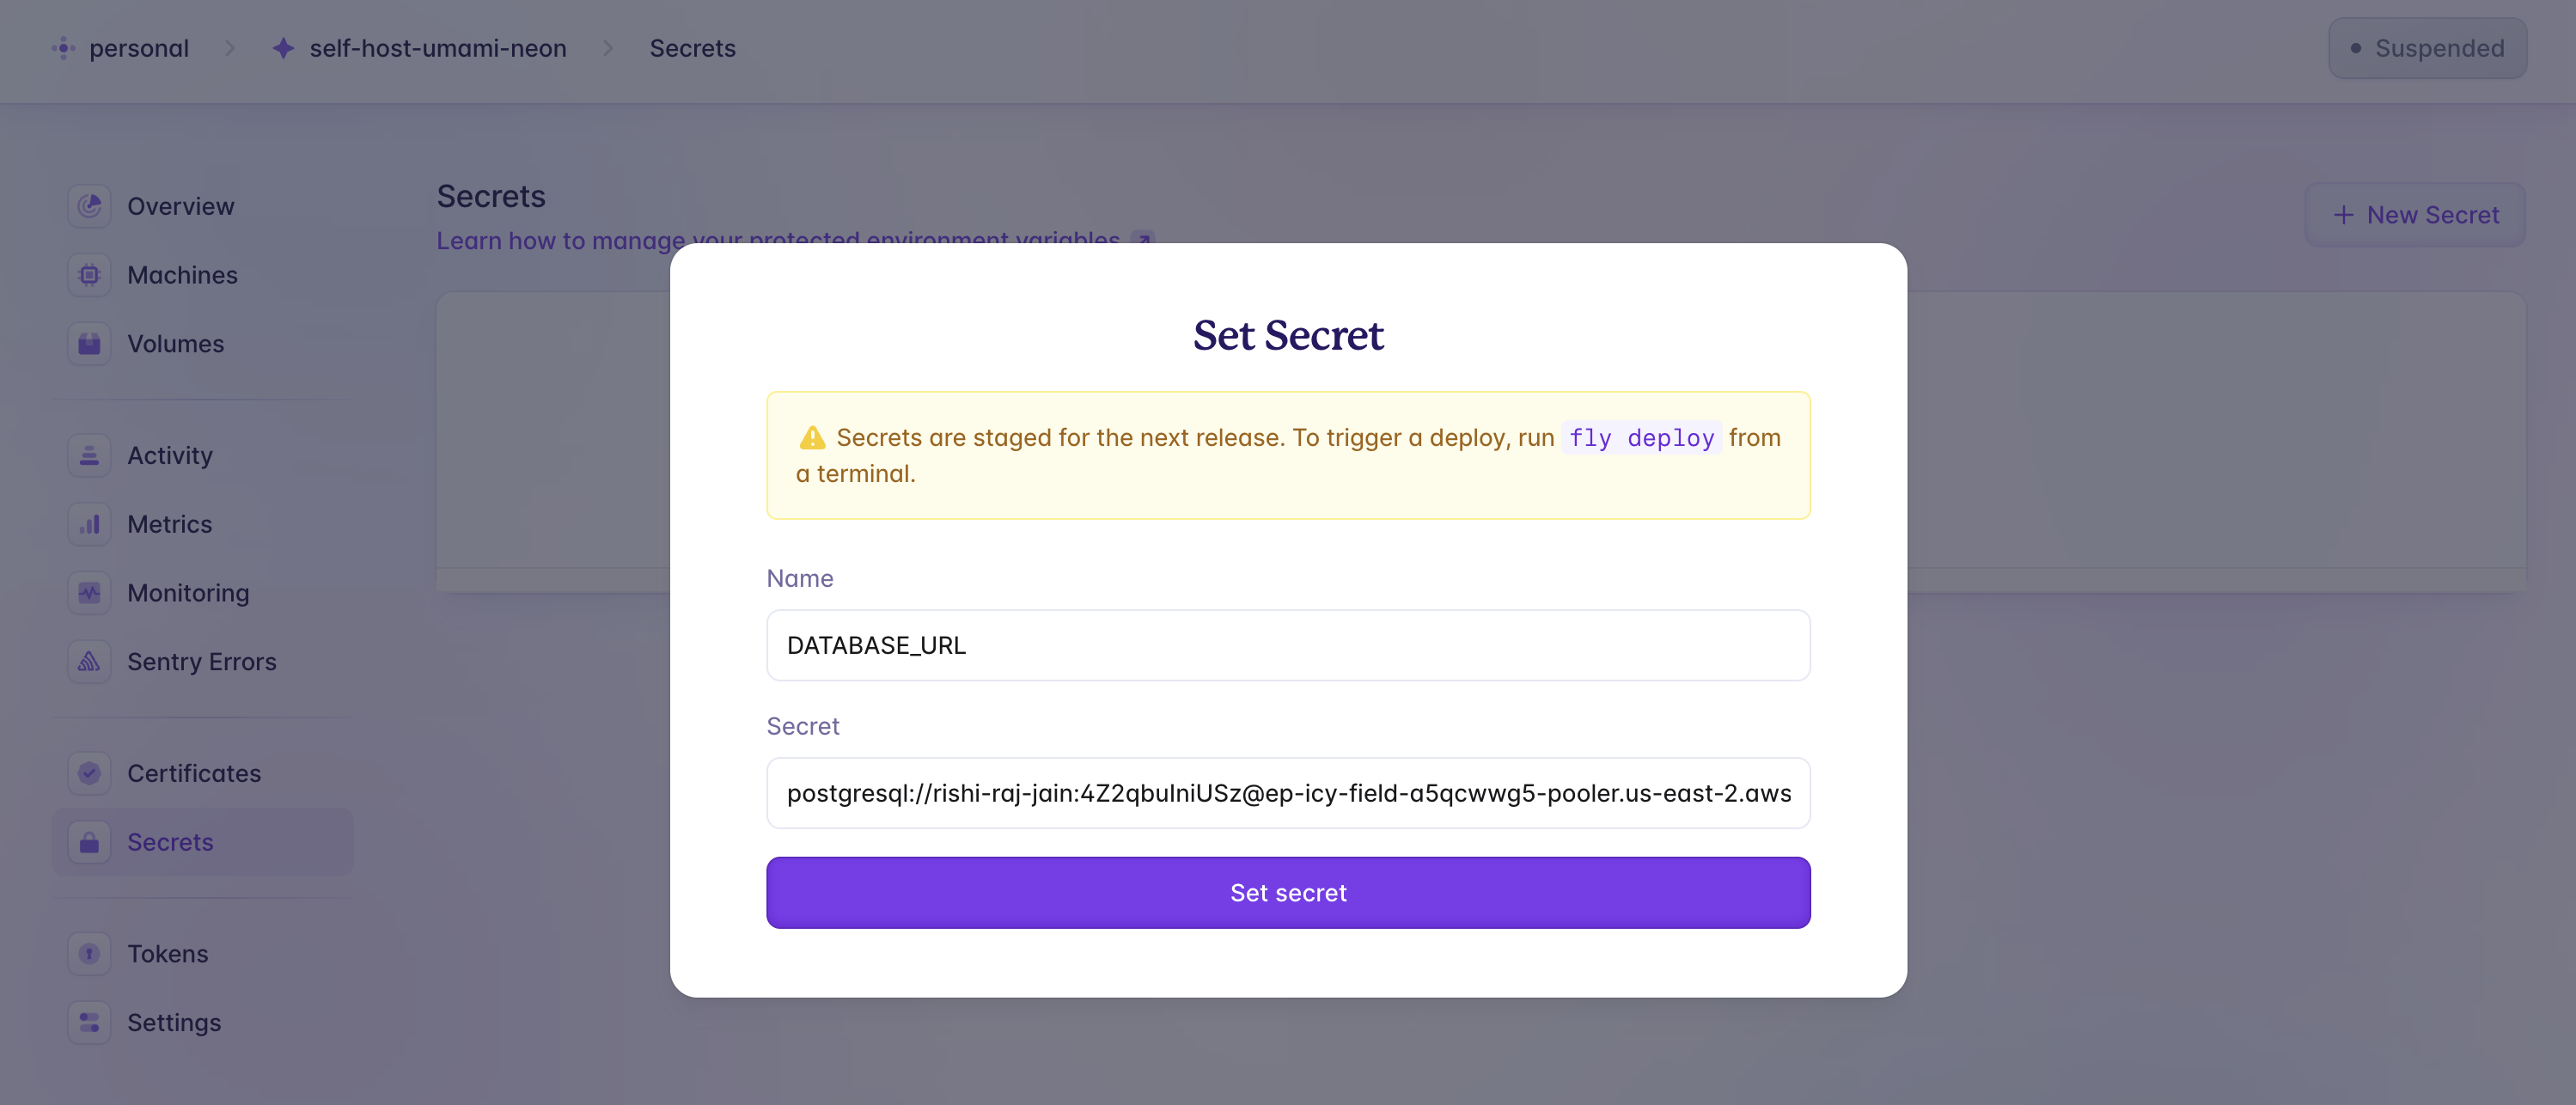 personal
self-host-umami-neon
Secrets
Suspended
Overview
Machines
Volumes
Activity
Metrics
Monitoring
Sentry Errors
Certificates
Secrets
Tokens
Settings
Secrets
Learn how to manage your protected environment variables
New Secret
Set Secret
Secrets are staged for the next release. To trigger a deploy, run fly deploy from
a terminal.
Name
DATABASE_URL
Secret
postgresql://rishi-raj-jain:4Z2qbuIniUSz@ep-icy-field-a5qcwwg5-pooler.us-east-2.aws
Set secret